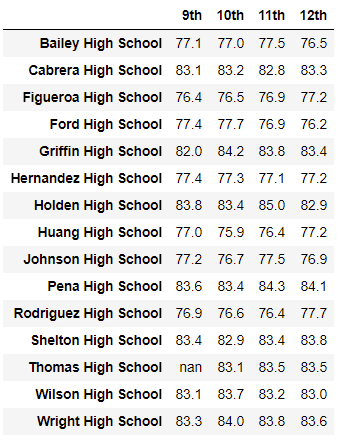 9th 10th 11th 12th
Bailey High School 77.1 77.0 77.5 76.5
Cabrera High School 83.1 83.2 82.8 83.3
Figueroa High School 76.4 76.5 76.9 77.2
Ford High School 77.4 77.7 76.9 76.2
Griffin High School 82.0 84.2 83.8 83.4
Hernandez High School 77.4 77.3 77.1 77.2
Holden High School 83.8 83.4 85.0 82.9
Huang High School 77.0 75.9 76.4 77.2
Johnson High School 77.2 76.7 77.5 76.9
Pena High School 83.6 83.4 84.3 84.1
Rodriguez High School 76.9 76.6 76.4 77.7
Shelton High School 83.4 82.9 83.4 83.8
Thomas High School nan 83.1 83.5 83.5
Wilson High School 83.1 83.7 83.2 83.0
Wright High School 83.3 84.0 83.8 83.6